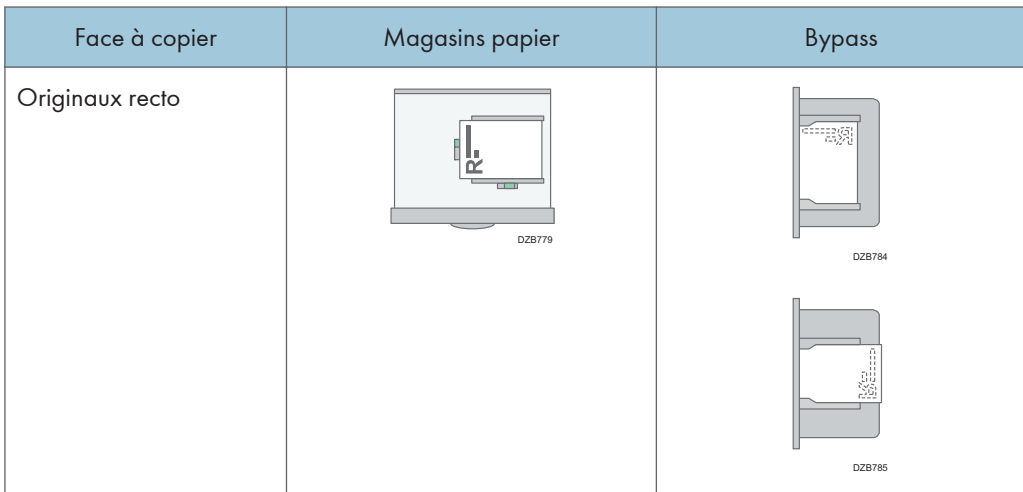 Face à copier
Magasins papier
Bypass
Originaux recto
R
DZB779
R
DZB784
R
DZB785